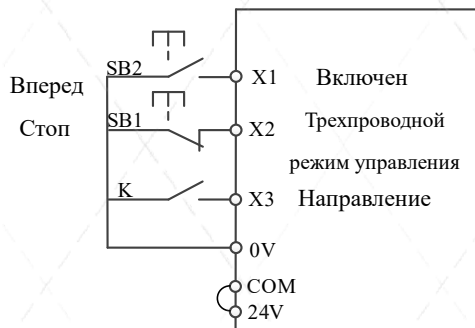 SB2
X1
Включен
Вперед
SB1
X2
Трехпроводной
Стоп
режим управления
K
X3
Направление
0V
COM
24V